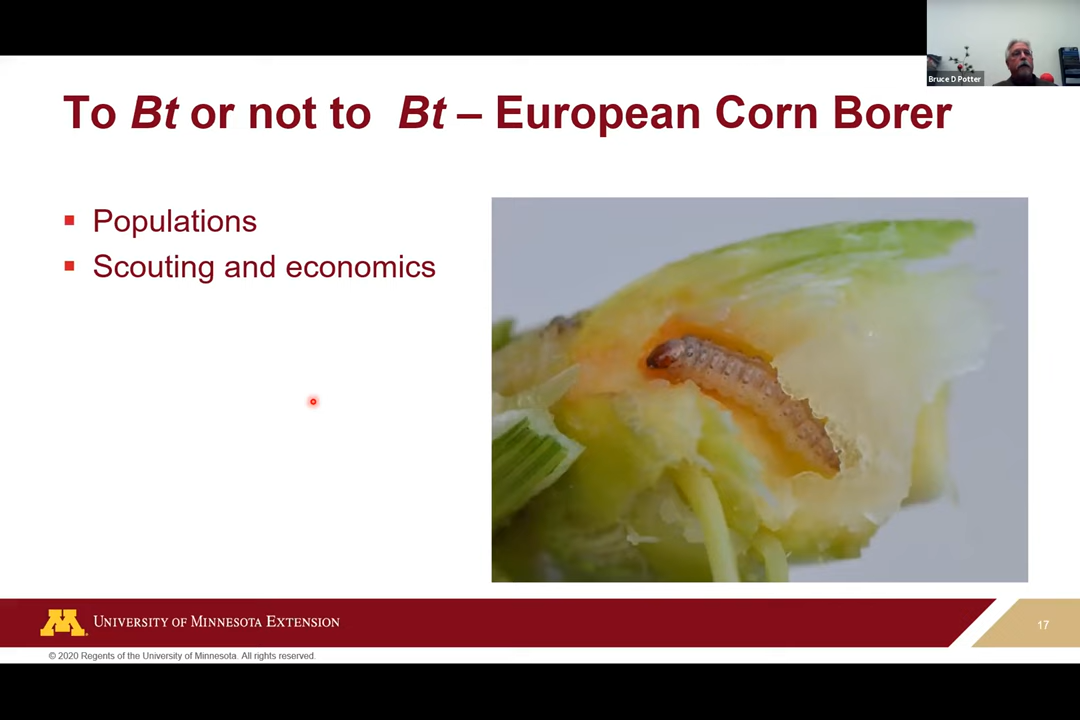 Bruce D Potter
To Bt or not to Bt – European Corn Borer
▪ Populations
▪ Scouting and economics
M
UNIVERSITY OF MINNESOTA EXTENSION
17
© 2020 Regents of the University of Minnesota. All rights reserved.